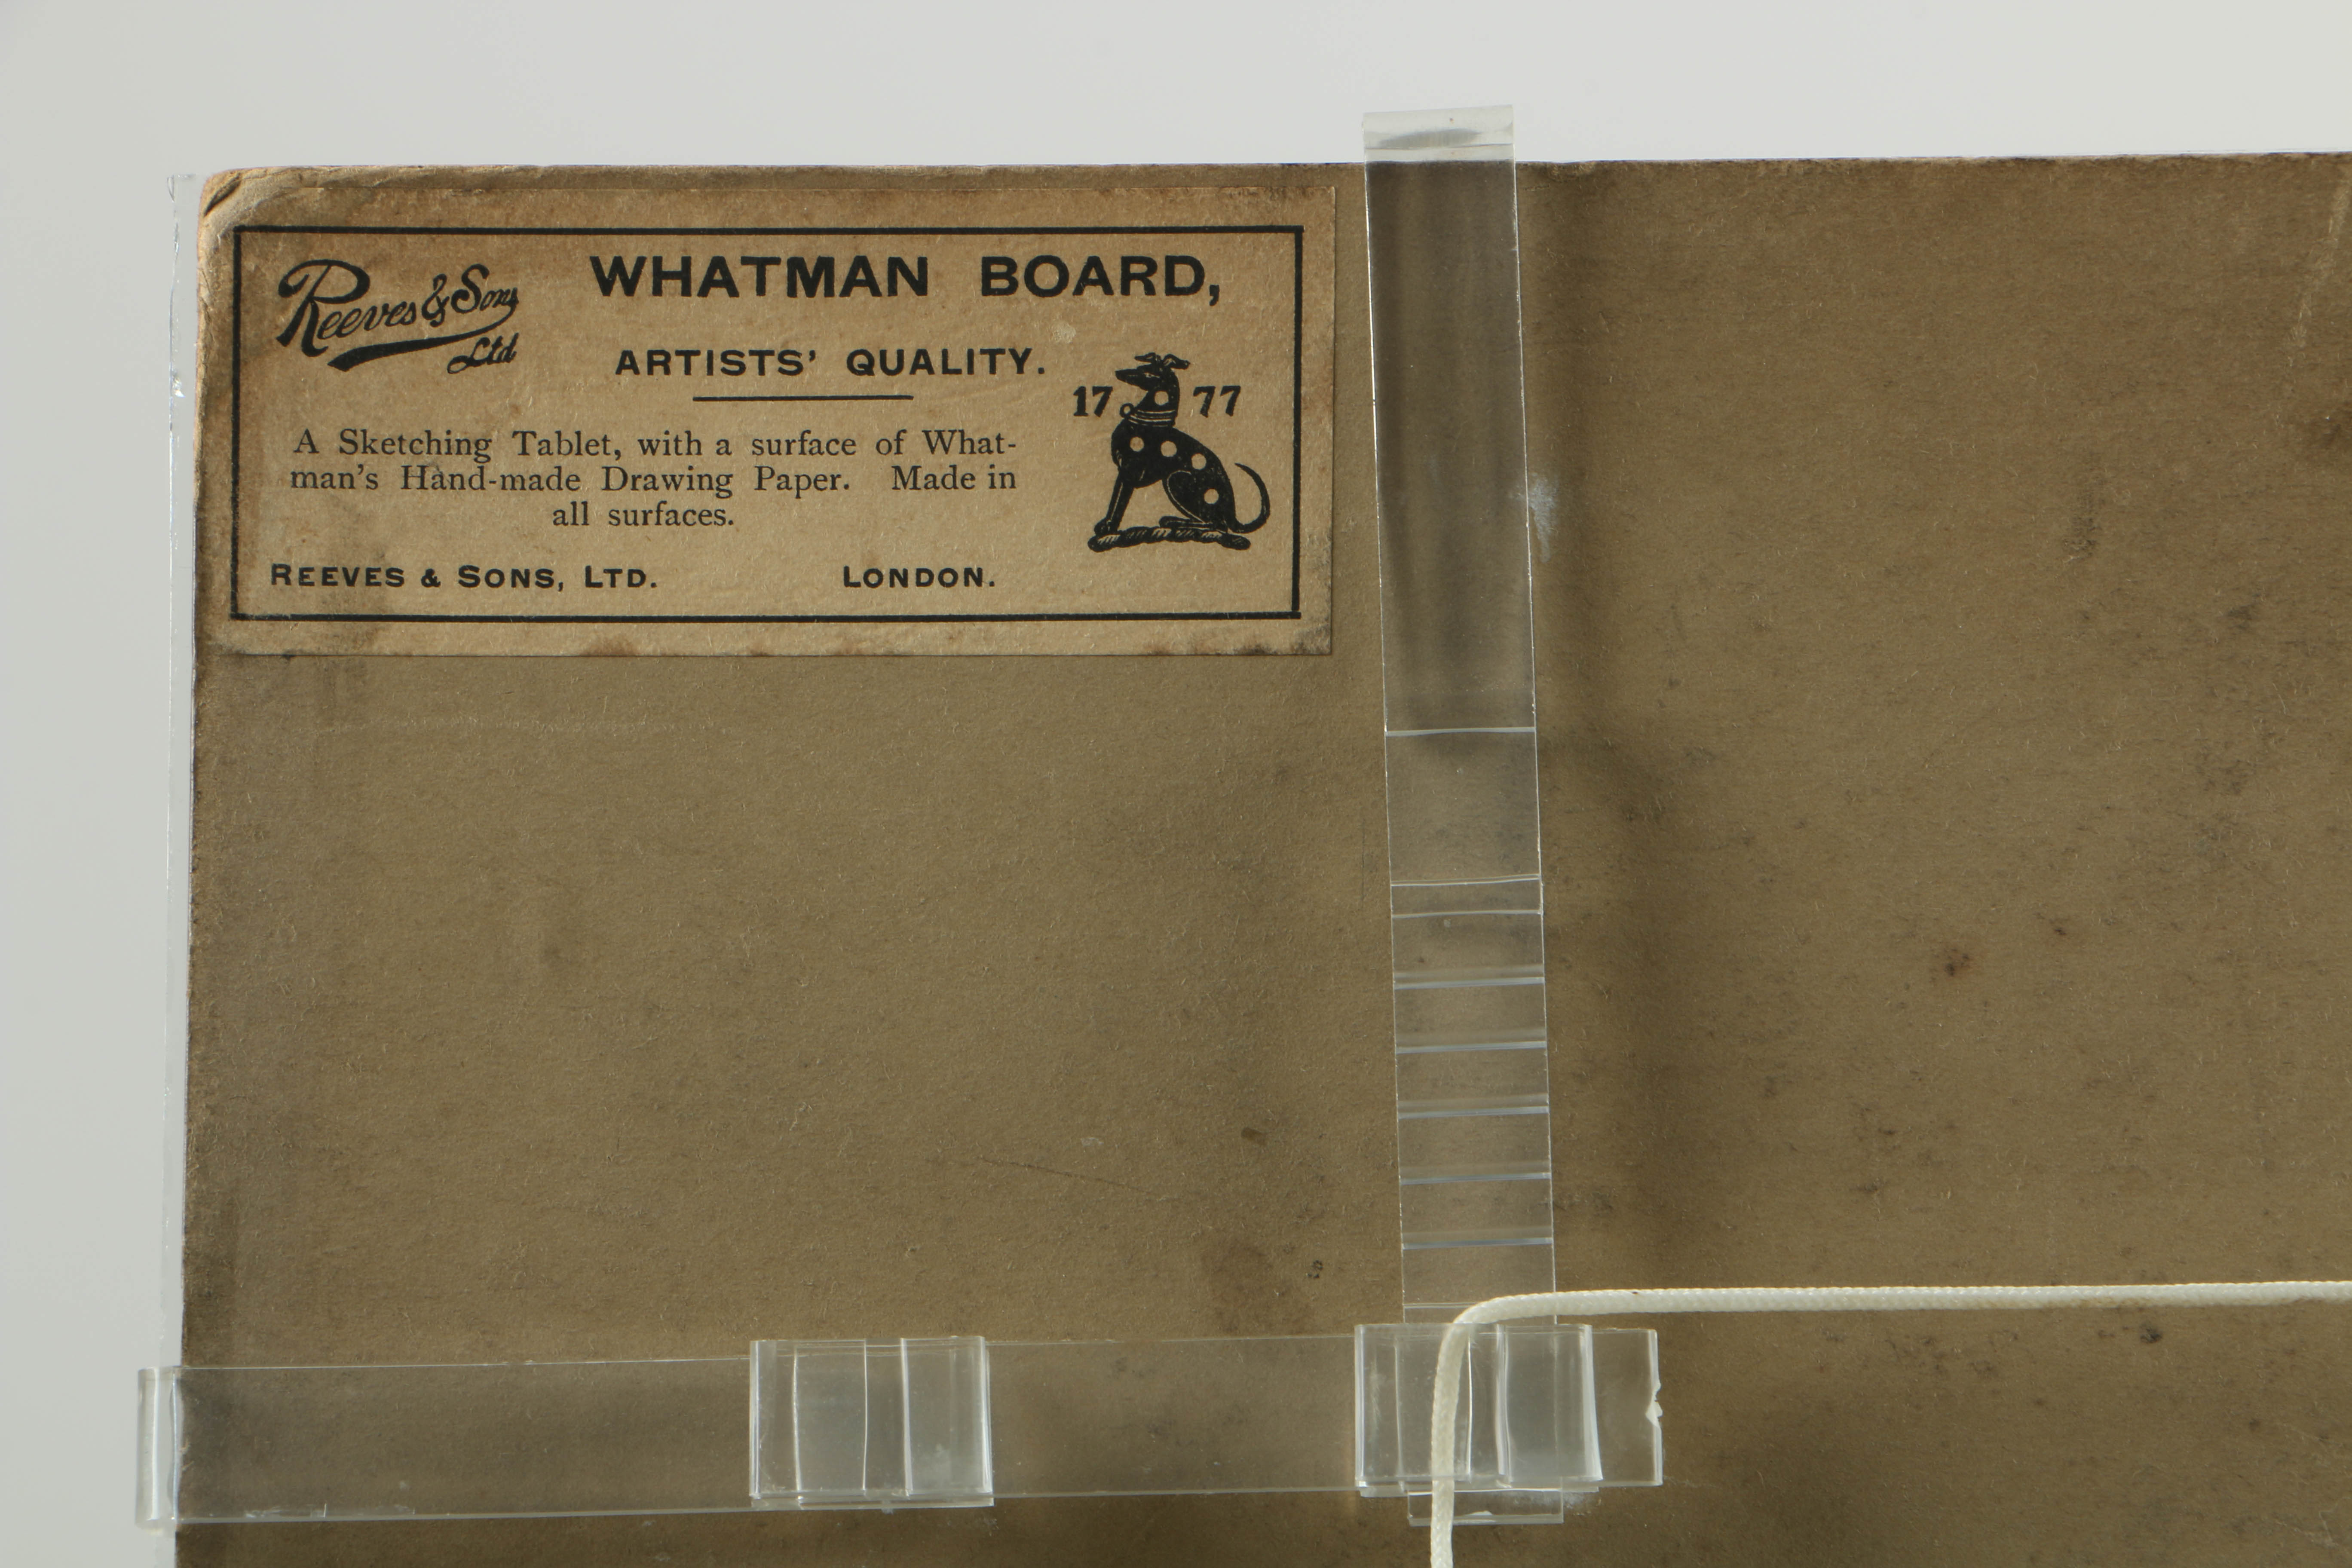 Reeves & Sons
Ltd
WHATMAN BOARD,
ARTISTS' QUALITY.
17 77
A Sketching Tablet, with a surface of What-
man's Hand-made Drawing Paper. Made in
all surfaces.
REEVES & SONS, LTD. LONDON.